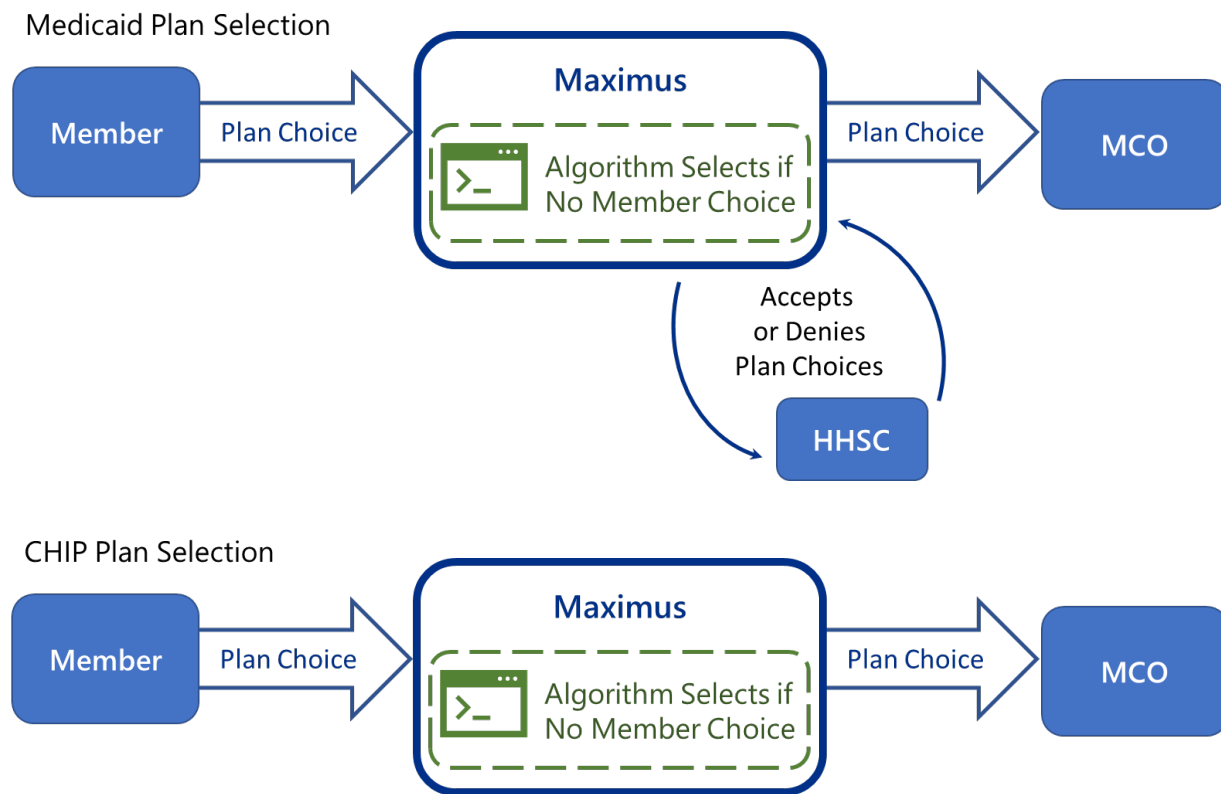 Medicaid Plan Selection
Member
Plan Choice
Maximus
>_
Algorithm Selects if
No Member Choice
Plan Choice
MCO
Accepts
or Denies
Plan Choices
HHSC
CHIP Plan Selection
Member
Plan Choice
Maximus
>_
Algorithm Selects if
No Member Choice
Plan Choice
MCO